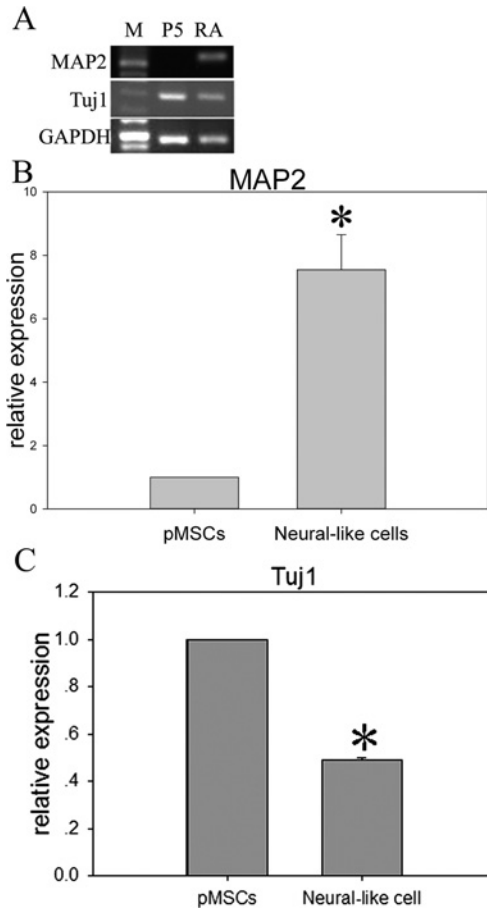 A
M P5 RA
MAP2
Tuj1
GAPDH
B
MAP2
10
8
6
4
2
0
relative expression
*
pMSCs Neural-like cells
C
Tuj1
1.2
1.0
.8
.6
.4
.2
0.0
relative expression
*
pMSCs Neural-like cell